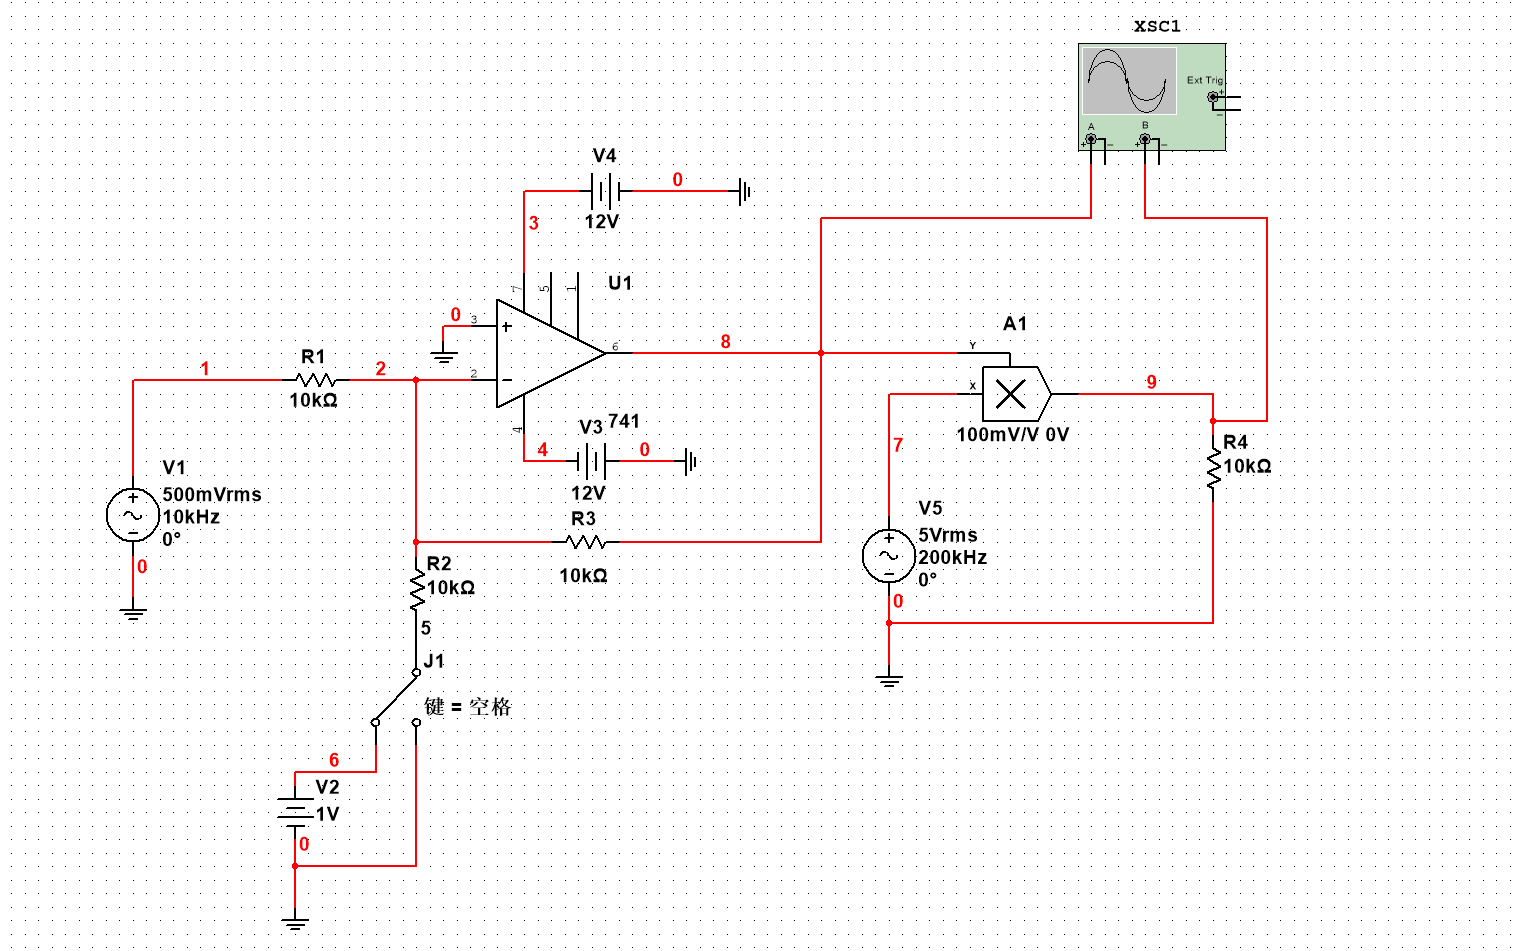 XSC1
Ext Trig
+
−
A
B
+
−
+
−
V4
0
12V
3
7
5
1
U1
0
3
+
8
6
A1
Y
1
R1
2
2
−
10kΩ
X
9
4
V3
741
100mV/V 0V
4
0
7
R4
10kΩ
V1
500mVrms
10kHz
0°
+
−
12V
R3
V5
5Vrms
200kHz
0°
+
−
0
R2
10kΩ
10kΩ
0
5
J1
键 = 空格
6
V2
1V
0